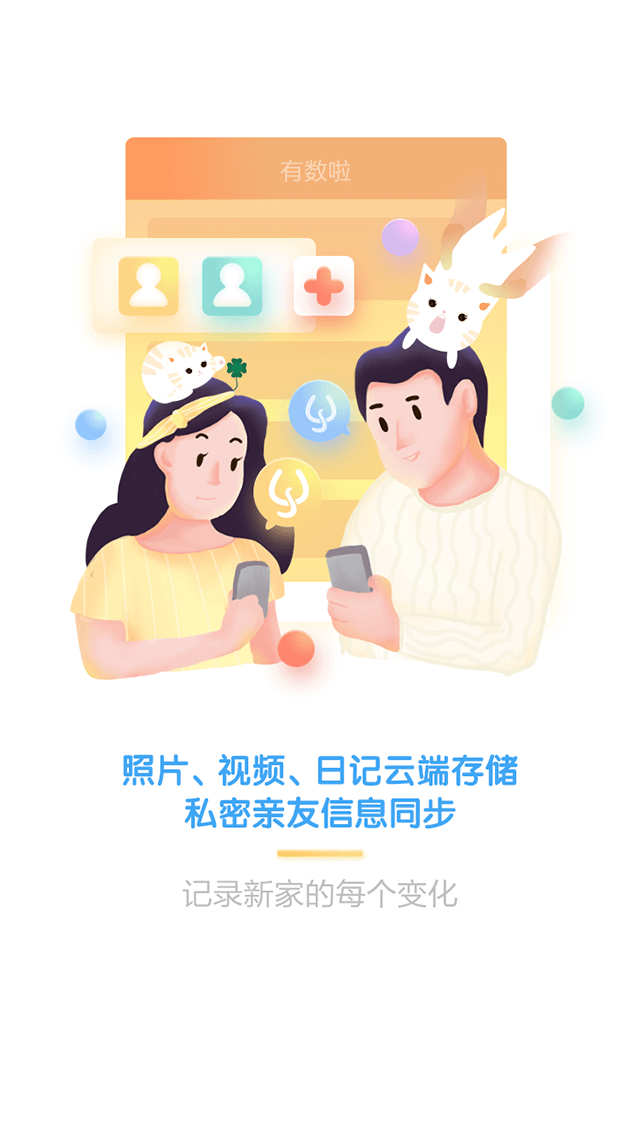 有数啦
照片、视频、日记云端存储
私密亲友信息同步
记录新家的每个变化